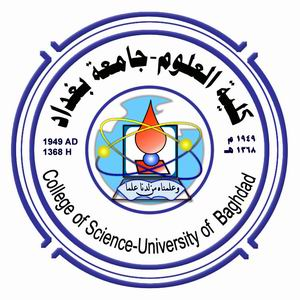 كلية العلوم-جامعة بغداد
1949 AD
1368 H
١٩٤٩ م
١٣٦٨ هـ
وعلمناه من لدنا علما
College of Science-University of Baghdad